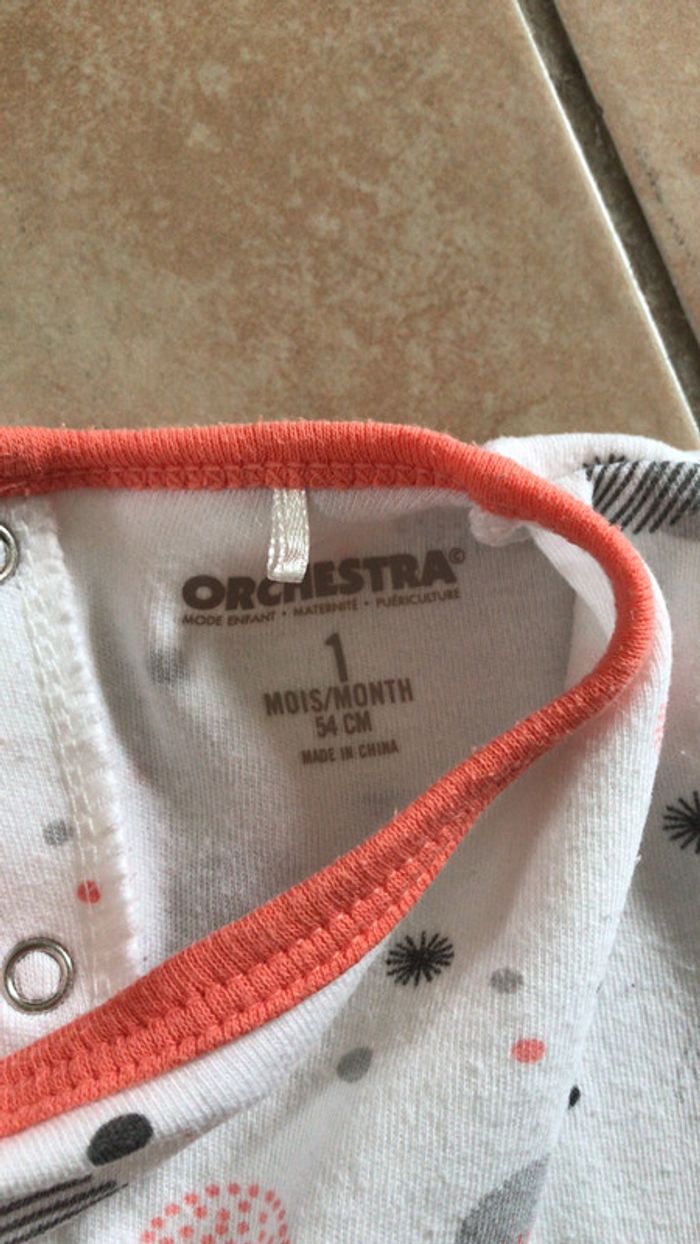 ORCHESTRA©
MODE ENFANT • MATERNITÉ • PUÉRICULTURE
1
MOIS/MONTH
54 CM
MADE IN CHINA